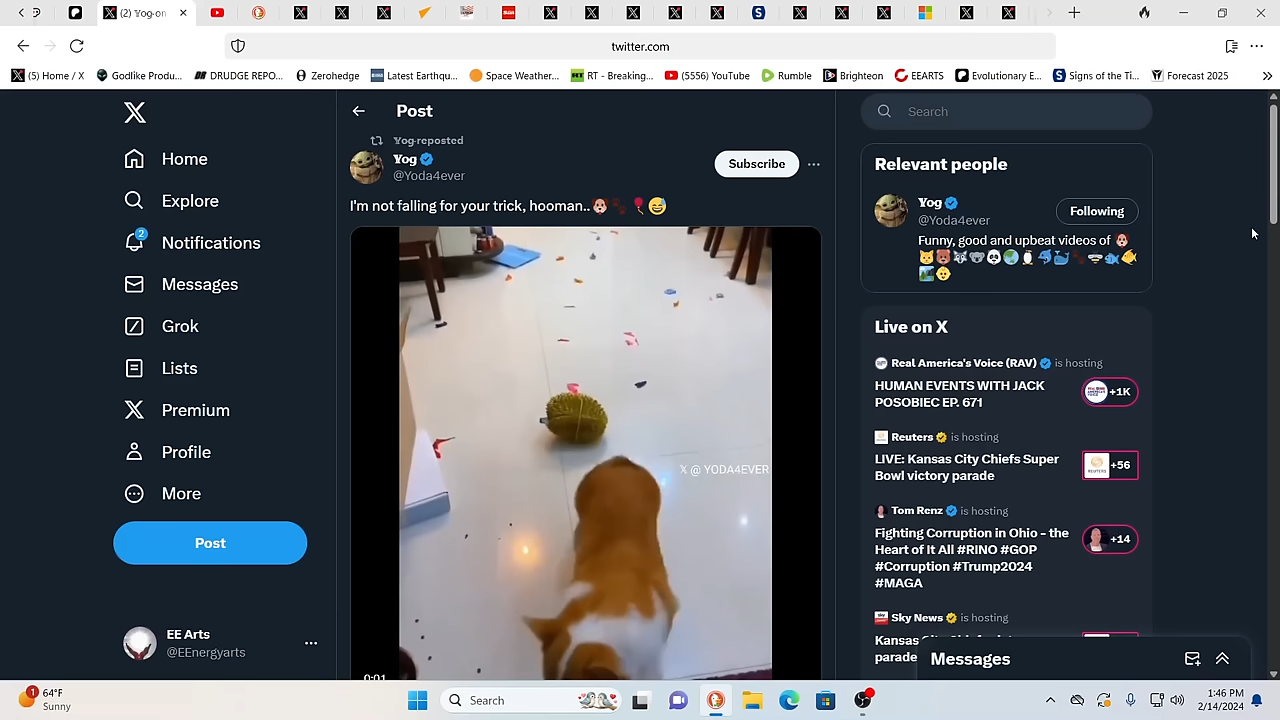 (2) Yog on
twitter.com
(5) Home / X
Godlike Produ...
DRUDGE REPO...
Zerohedge
Latest Earthqu...
Space Weather...
RT - Breaking...
(5556) YouTube
Rumble
Brighteon
EEARTS
Evolutionary E...
Signs of the Ti...
Forecast 2025
Home
Explore
2
Notifications
Messages
Grok
Lists
Premium
Profile
More
Post
EE Arts
@EEnergyarts
Post
Yog reposted
Yog
@Yoda4ever
Subscribe
I'm not falling for your trick, hooman..🐶🐾🎈😅
X @ YODA4EVER
0:01
Search
Relevant people
Yog
@Yoda4ever
Following
Funny, good and upbeat videos of 🐶
Live on X
Real America's Voice (RAV) is hosting
HUMAN EVENTS WITH JACK
POSOBIEC EP. 671
+1K
Reuters is hosting
LIVE: Kansas City Chiefs Super
Bowl victory parade
+56
Tom Renz is hosting
Fighting Corruption in Ohio - the
Heart of It All #RINO #GOP
#Corruption #Trump2024
#MAGA
+14
Sky News is hosting
Kansas City Chiefs
parade
Messages
1
64°F
Sunny
Search
1:46 PM
2/14/2024